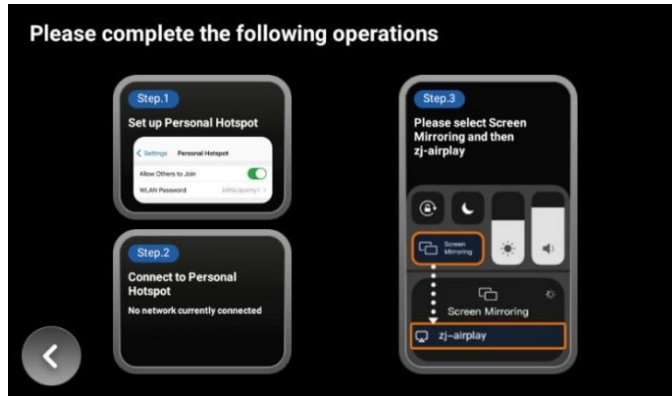 Please complete the following operations
Step.1
Set up Personal Hotspot
Settings Personal Hotspot
Allow Others to Join
WLAN Password
Step.2
Connect to Personal
Hotspot
No network currently connected
Step.3
Please select Screen
Mirroring and then
zj-airplay
Screen
Mirroring
Screen Mirroring
zj-airplay